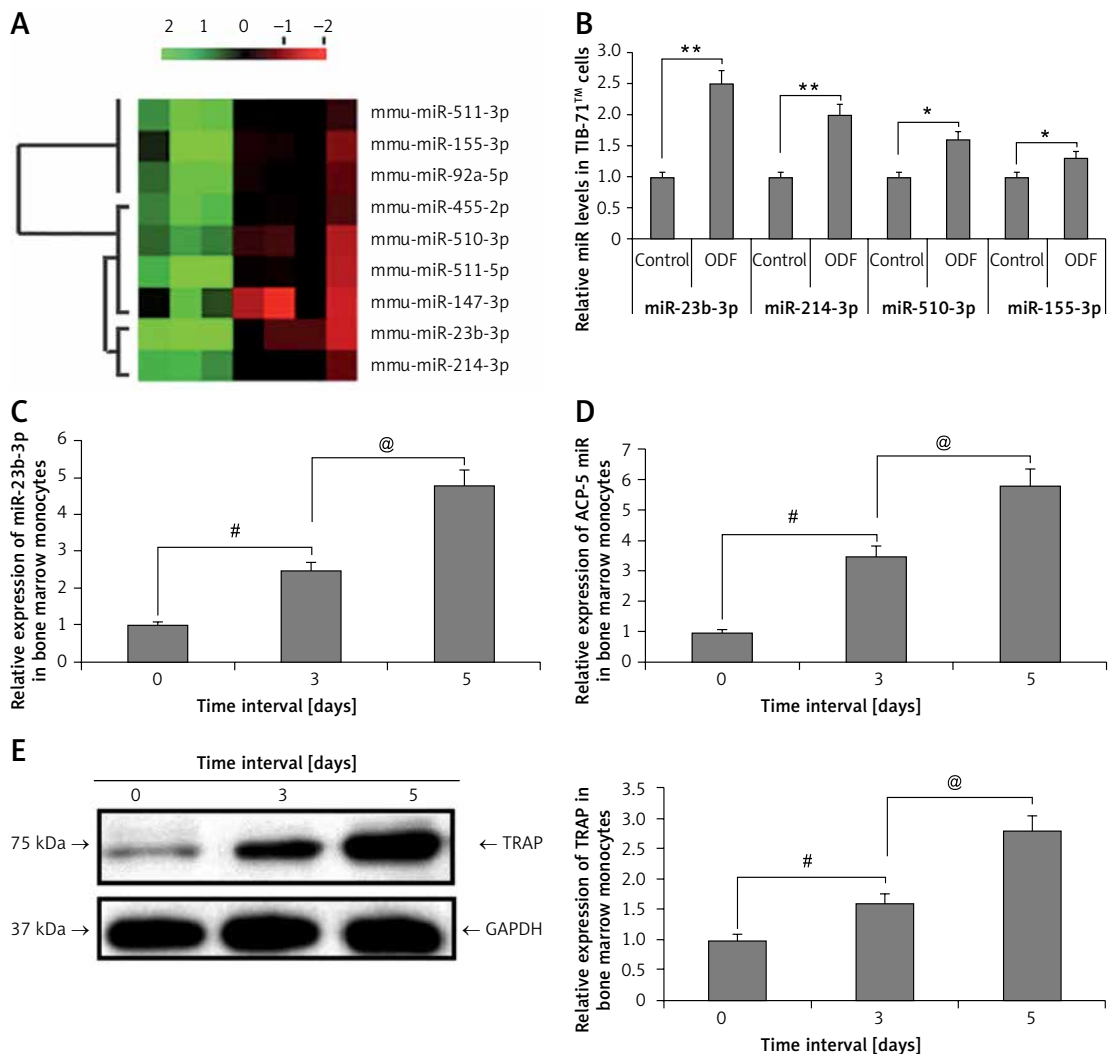 A
2 1 0 −1 −2
mmu-miR-511-3p
mmu-miR-155-3p
mmu-miR-92a-5p
mmu-miR-455-2p
mmu-miR-510-3p
mmu-miR-511-5p
mmu-miR-147-3p
mmu-miR-23b-3p
mmu-miR-214-3p
B
Relative miR levels in TIB-71™ cells
3.0
2.5
2.0
1.5
1.0
0.5
0
** ** * *
Control ODF Control ODF Control ODF Control ODF
miR-23b-3p miR-214-3p miR-510-3p miR-155-3p
C
Relative expression of miR-23b-3p
in bone marrow monocytes
6
5
4
3
2
1
0
# @
0 3 5
Time interval [days]
D
Relative expression of ACP-5 miR
in bone marrow monocytes
7
6
5
4
3
2
1
0
# @
0 3 5
Time interval [days]
E
Time interval [days]
0 3 5
75 kDa → ← TRAP
37 kDa → ← GAPDH
Relative expression of TRAP in
bone marrow monocytes
3.5
3.0
2.5
2.0
1.5
1.0
0.5
0
# @
0 3 5
Time interval [days]